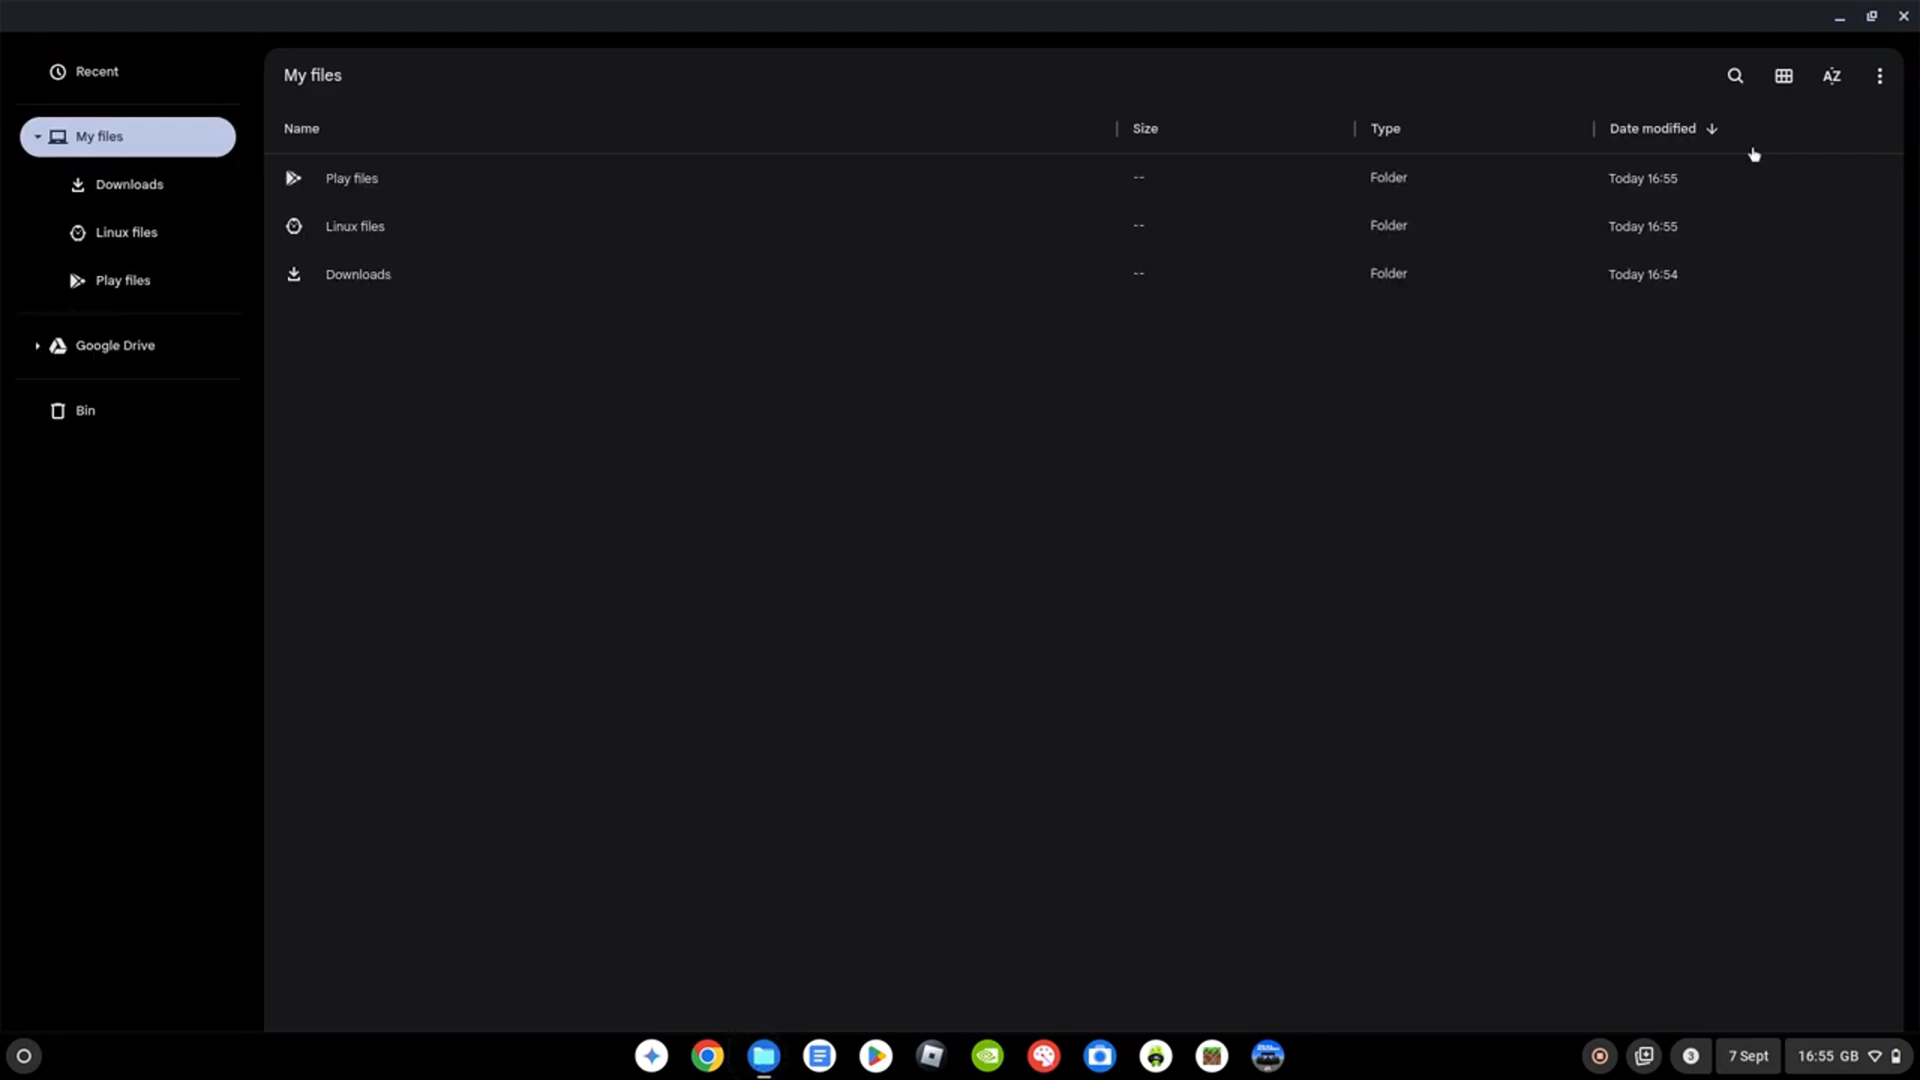 Recent
My files
Downloads
Linux files
Play files
Google Drive
Bin
My files
AZ
Name Size Type Date modified
Play files -- Folder Today 16:55
Linux files -- Folder Today 16:55
Downloads -- Folder Today 16:54
3 7 Sept 16:55 GB